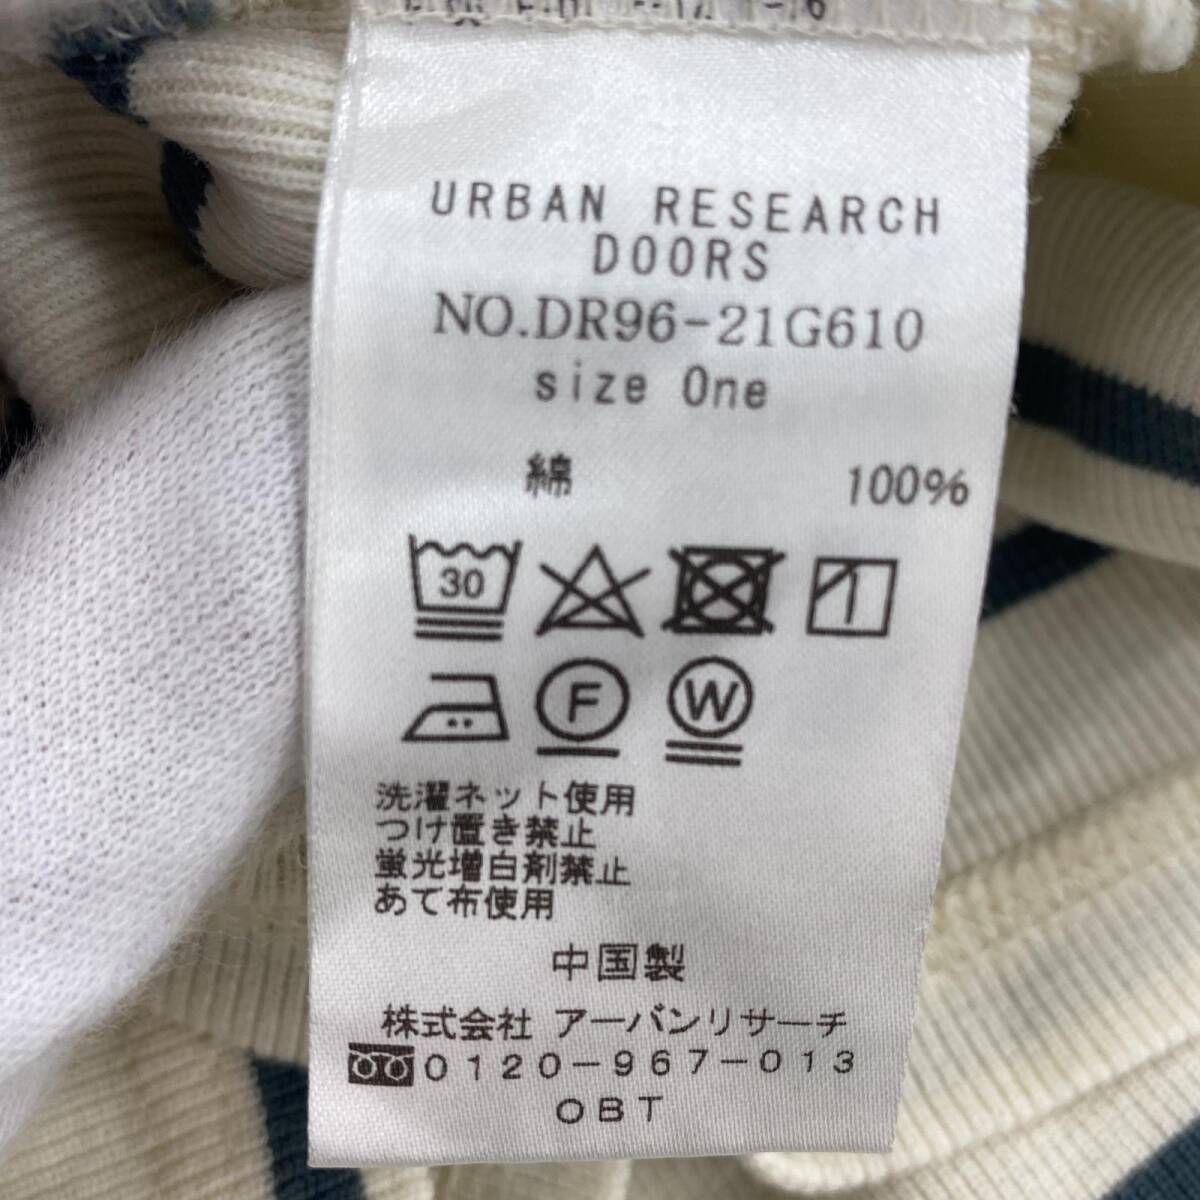 URBAN RESEARCH
DOORS
NO.DR96-21G610
size One
綿 100%
30
F W
洗濯ネット使用
つけ置き禁止
蛍光増白剤禁止
あて布使用
中国製
株式会社 アーバンリサーチ
0120-967-013
OBT